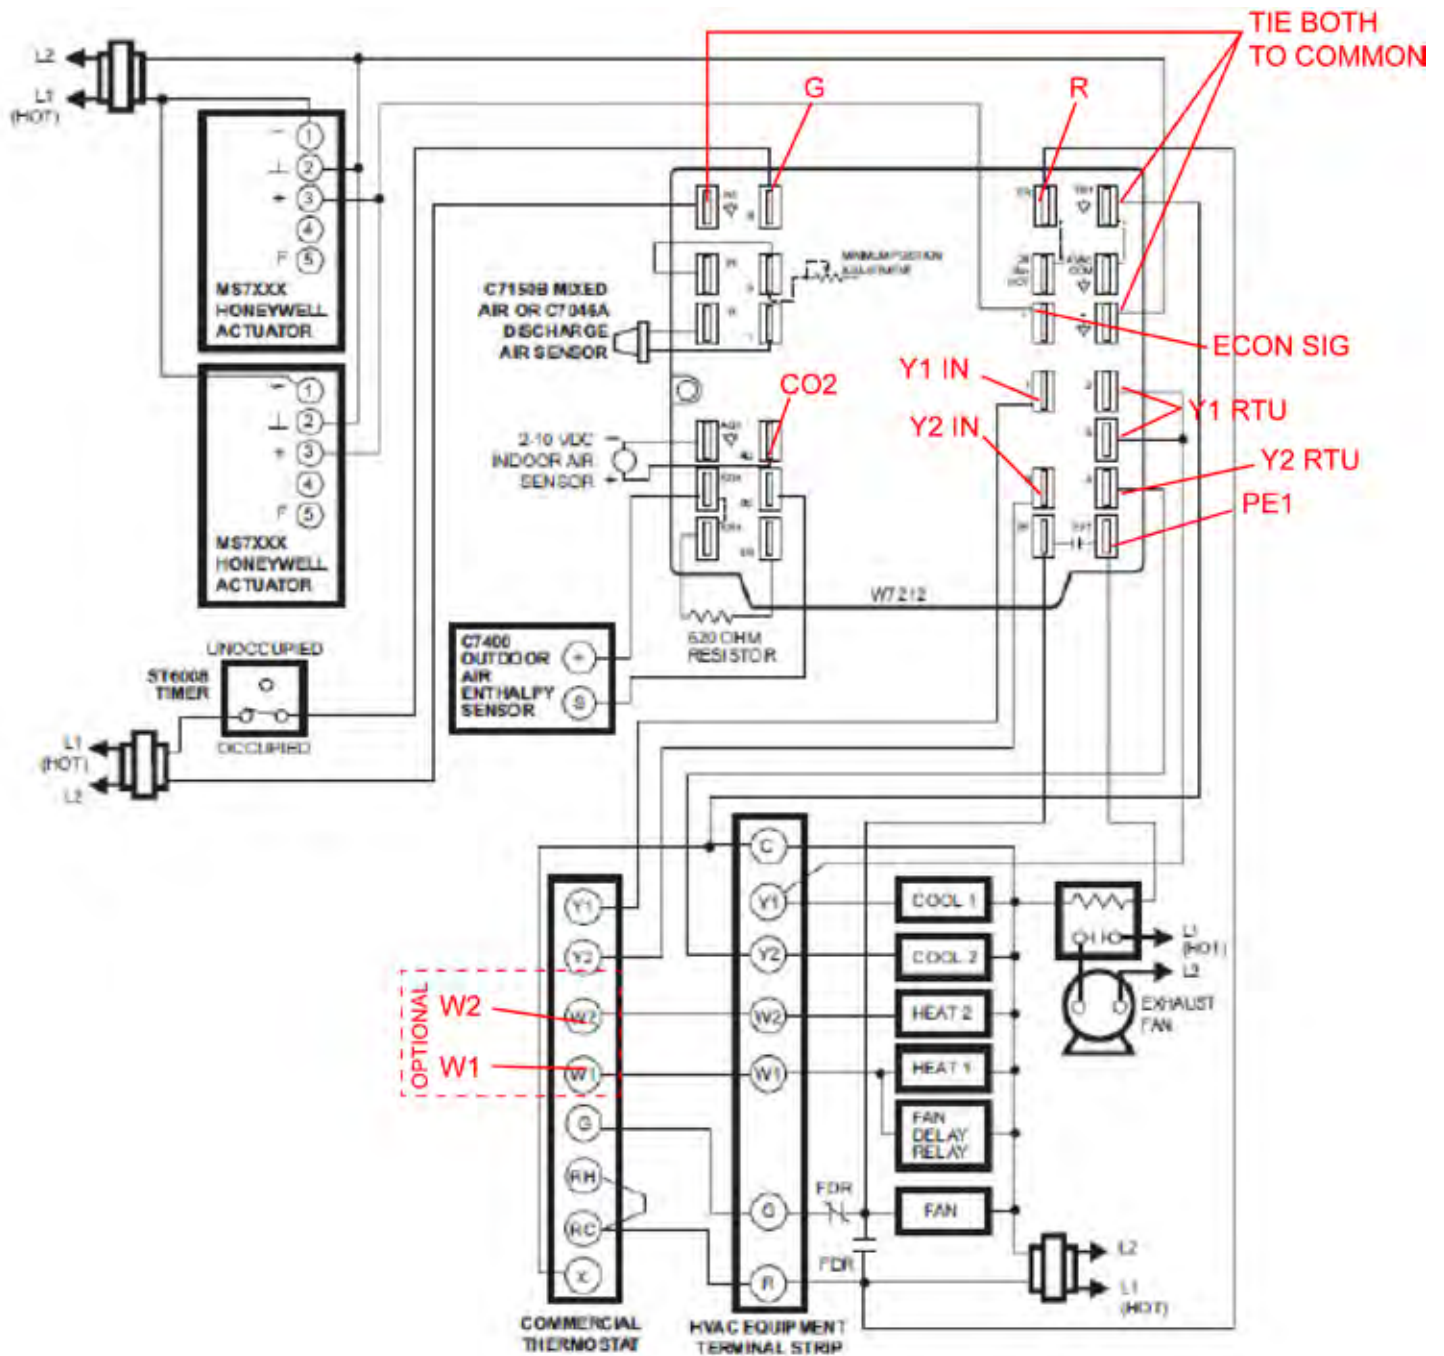 TIE BOTH
TO COMMON
L2
G
R
L1
(HOT)
1
2
3
4
F 5
MS7XXX
HONEYWELL
ACTUATOR
C7150B MIXED
AIR OR C7046A
DISCHARGE
AIR SENSOR
MINIMUM POSITION
ADJUSTMENT
ECON SIG
Y1 IN
CO2
Y1 RTU
Y2 IN
1
2
3
4
F 5
2-10 VDC
INDOOR AIR
SENSOR
Y2 RTU
PE1
MS7XXX
HONEYWELL
ACTUATOR
W7212
620 OHM
RESISTOR
C7400
OUTDOOR
AIR
ENTHALPY
SENSOR
+
S
UNOCCUPIED
ST6008
TIMER
OCCUPIED
L1
(HOT)
L2
C
Y1
Y1
COOL 1
L1
(HOT)
Y2
Y2
COOL 2
L2
OPTIONAL
W2
W2
W2
HEAT 2
EXHAUST
FAN
W1
W1
W1
HEAT 1
G
FAN
DELAY
RELAY
RH
FDR
G
FAN
RC
FDR
L2
X
R
L1
(HOT)
COMMERCIAL
THERMOSTAT
HVAC EQUIPMENT
TERMINAL STRIP